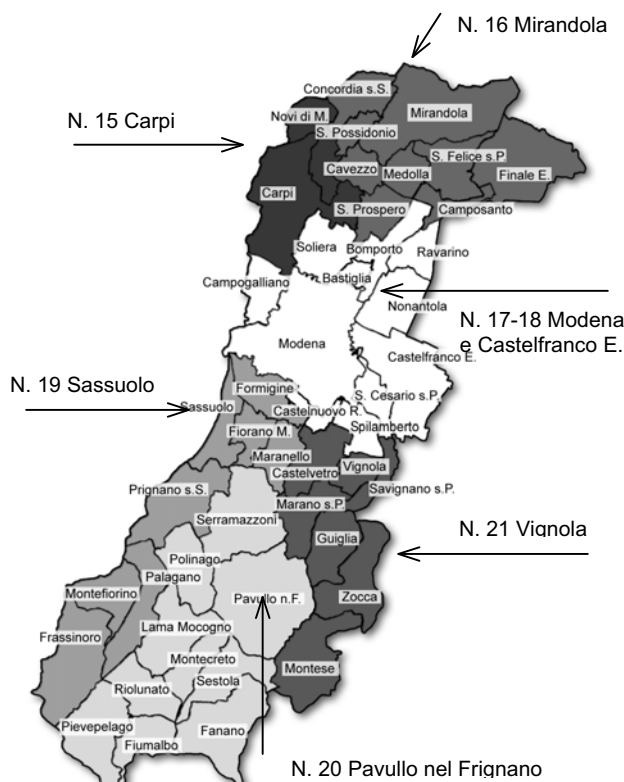 N. 16 Mirandola
Concordia s.S.
Mirandola
Novi di M.
N. 15 Carpi
S. Possidonio
S. Felice s.P.
Cavezzo
Medolla
Finale E.
Carpi
S. Prospero
Camposanto
Soliera
Bomporto
Ravarino
Campogalliano
Bastiglia
Nonantola
N. 17-18 Modena
e Castelfranco E.
Modena
Castelfranco E.
N. 19 Sassuolo
Formigine
S. Cesario s.P.
Sassuolo
Castelnuovo R.
Spilamberto
Fiorano M.
Maranello
Vignola
Castelvetro
Savignano s.P.
Prignano s.S.
Marano s.P.
Serramazzoni
N. 21 Vignola
Guiglia
Polinago
Palagano
Montefiorino
Pavullo n.F.
Zocca
Lama Mocogno
Frassinoro
Montecreto
Montese
Sestola
Riolunato
Pievepelago
Fanano
Fiumalbo
N. 20 Pavullo nel Frignano